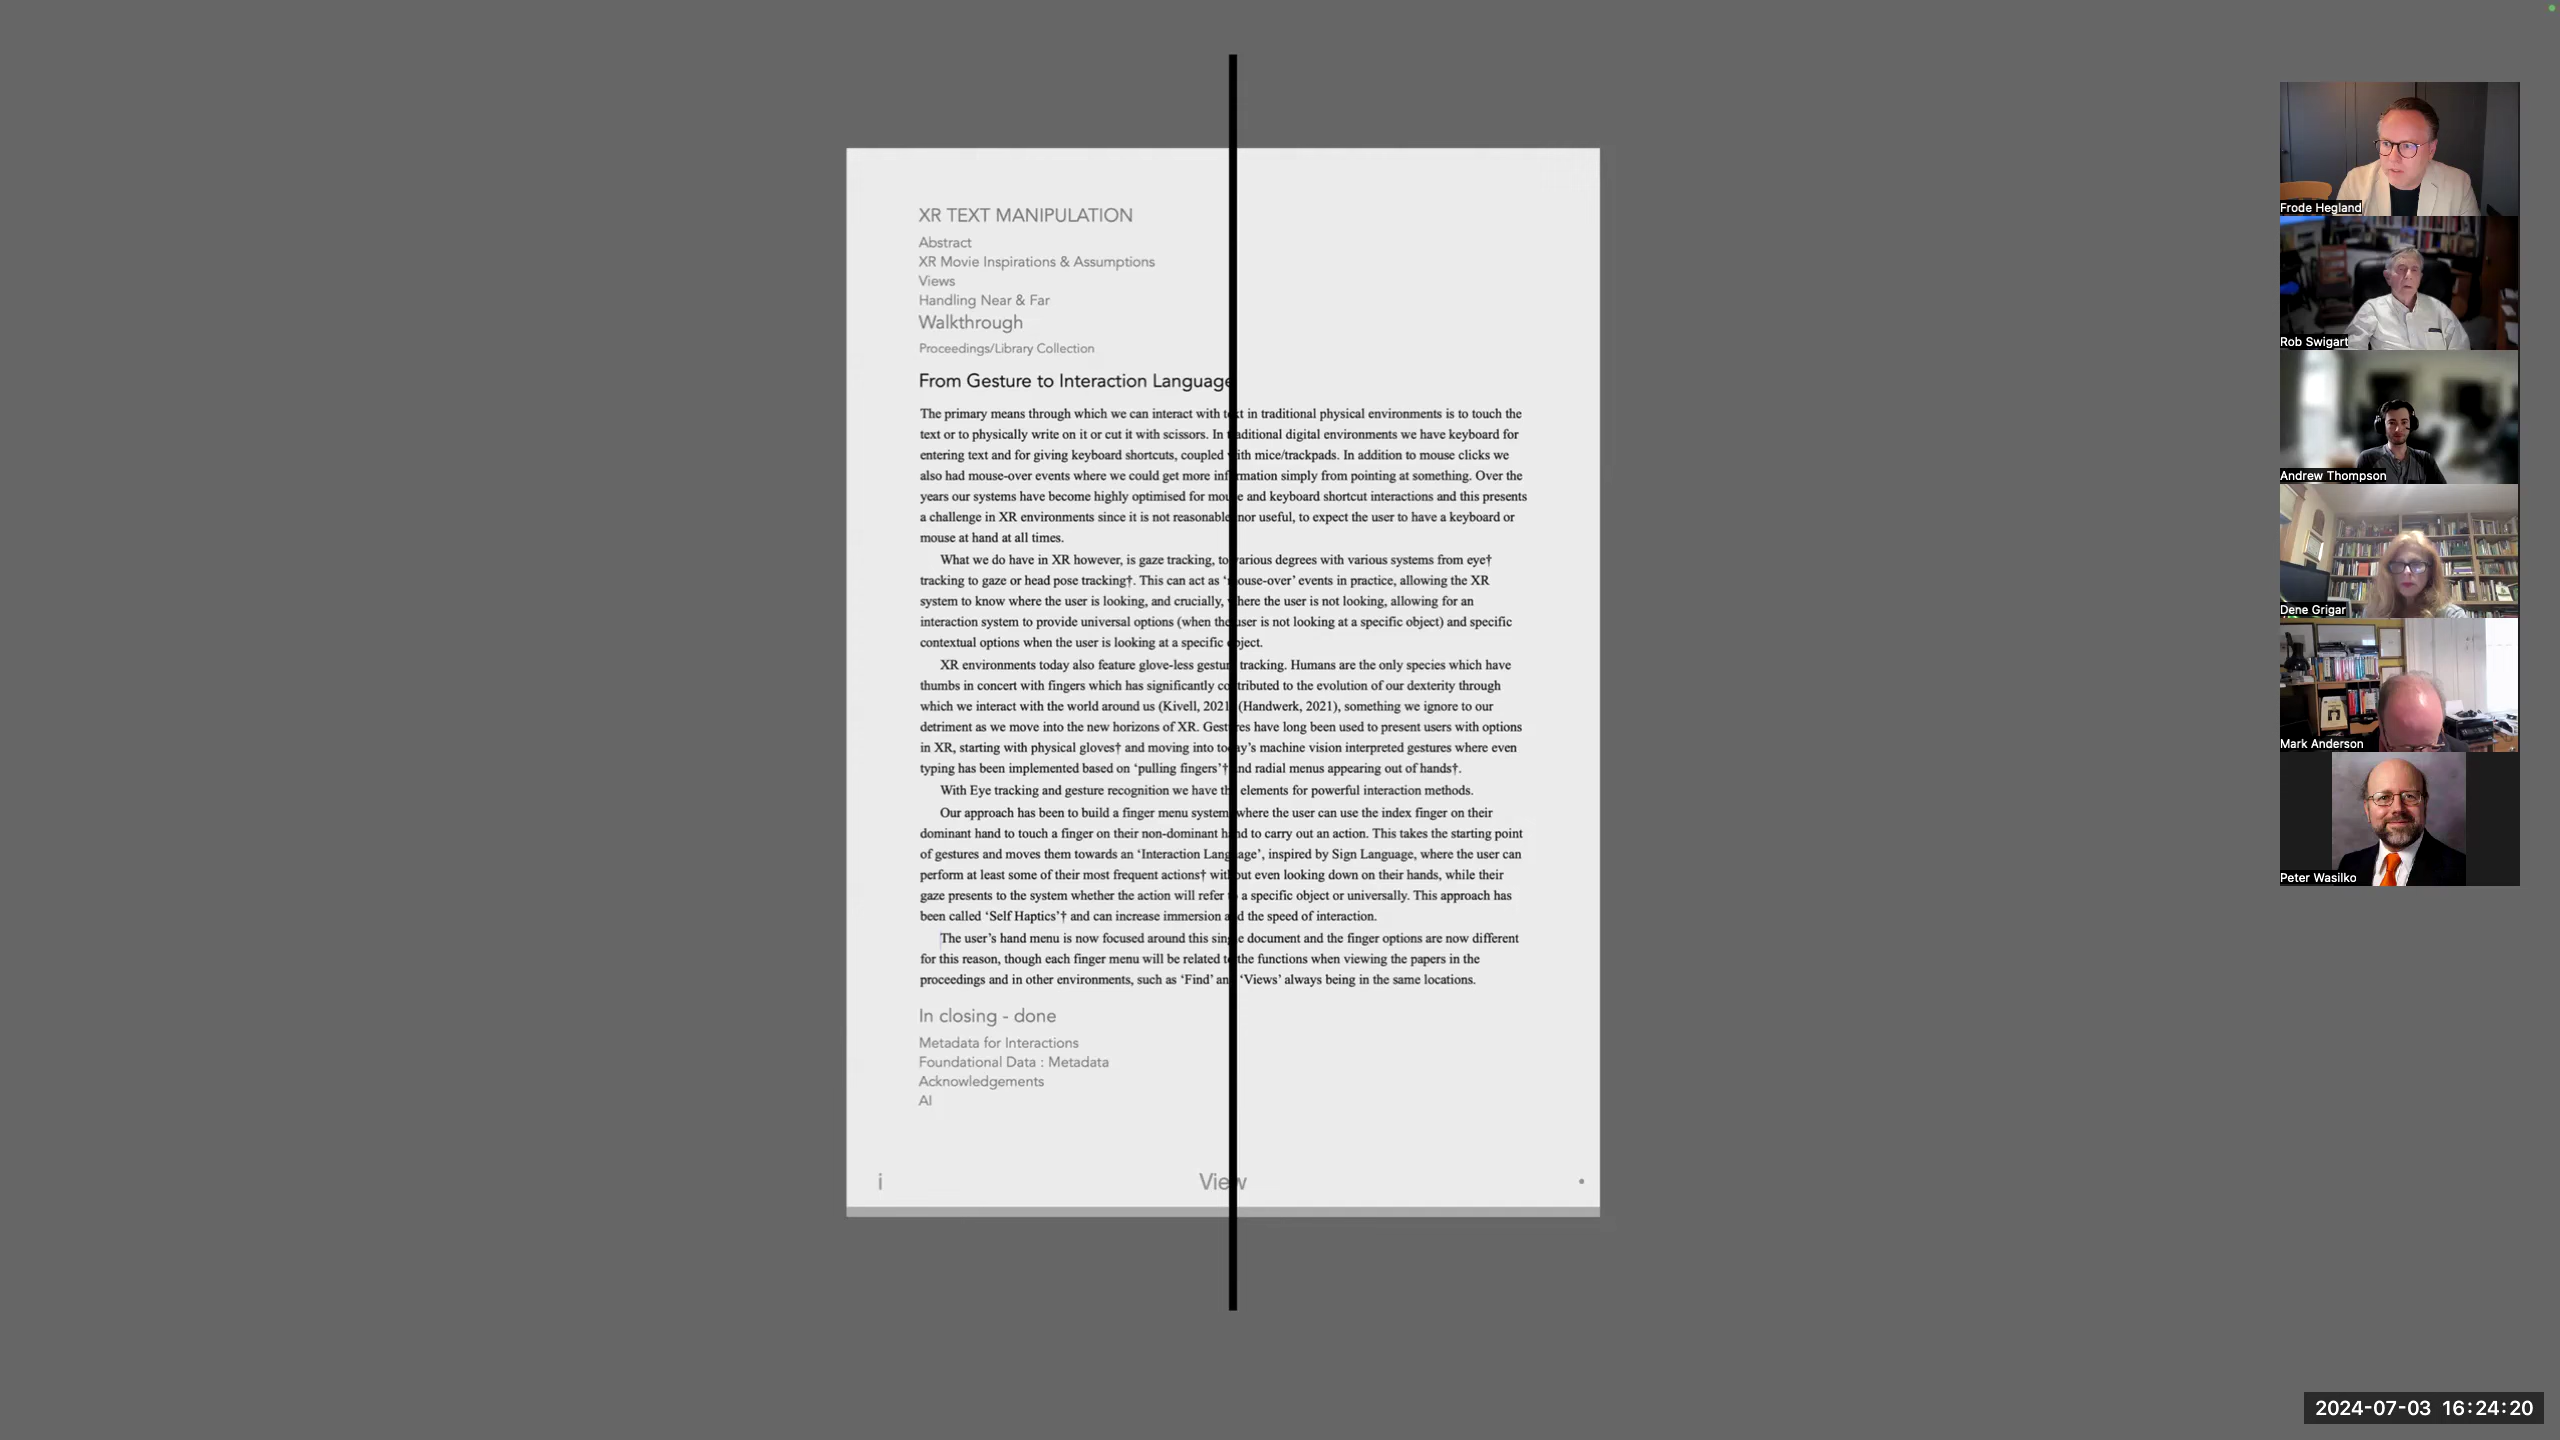 XR TEXT MANIPULATION
Abstract
XR Movie Inspirations & Assumptions
Views
Handling Near & Far
Walkthrough
Proceedings/Library Collection
From Gesture to Interaction Language
The primary means through which we can interact with text in traditional physical environments is to touch the
text or to physically write on it or cut it with scissors. In traditional digital environments we have keyboard for
entering text and for giving keyboard shortcuts, coupled with mice/trackpads. In addition to mouse clicks we
also had mouse-over events where we could get more information simply from pointing at something. Over the
years our systems have become highly optimised for mouse and keyboard shortcut interactions and this presents
a challenge in XR environments since it is not reasonable, nor useful, to expect the user to have a keyboard or
mouse at hand at all times.
What we do have in XR however, is gaze tracking, to various degrees with various systems from eye†
tracking to gaze or head pose tracking†. This can act as ‘mouse-over’ events in practice, allowing the XR
system to know where the user is looking, and crucially, where the user is not looking, allowing for an
interaction system to provide universal options (when the user is not looking at a specific object) and specific
contextual options when the user is looking at a specific object.
XR environments today also feature glove-less gesture tracking. Humans are the only species which have
thumbs in concert with fingers which has significantly contributed to the evolution of our dexterity through
which we interact with the world around us (Kivell, 2021) (Handwerk, 2021), something we ignore to our
detriment as we move into the new horizons of XR. Gestures have long been used to present users with options
in XR, starting with physical gloves† and moving into today’s machine vision interpreted gestures where even
typing has been implemented based on ‘pulling fingers’† and radial menus appearing out of hands†.
With Eye tracking and gesture recognition we have the elements for powerful interaction methods.
Our approach has been to build a finger menu system, where the user can use the index finger on their
dominant hand to touch a finger on their non-dominant hand to carry out an action. This takes the starting point
of gestures and moves them towards an ‘Interaction Language’, inspired by Sign Language, where the user can
perform at least some of their most frequent actions† without even looking down on their hands, while their
gaze presents to the system whether the action will refer to a specific object or universally. This approach has
been called ‘Self Haptics’† and can increase immersion and the speed of interaction.
The user’s hand menu is now focused around this single document and the finger options are now different
for this reason, though each finger menu will be related to the functions when viewing the papers in the
proceedings and in other environments, such as ‘Find’ and ‘Views’ always being in the same locations.
In closing - done
Metadata for Interactions
Foundational Data : Metadata
Acknowledgements
AI
i View •
Frode Hegland
Rob Swigart
Andrew Thompson
Dene Grigar
Mark Anderson
Peter Wasilko
2024-07-03 16:24:20